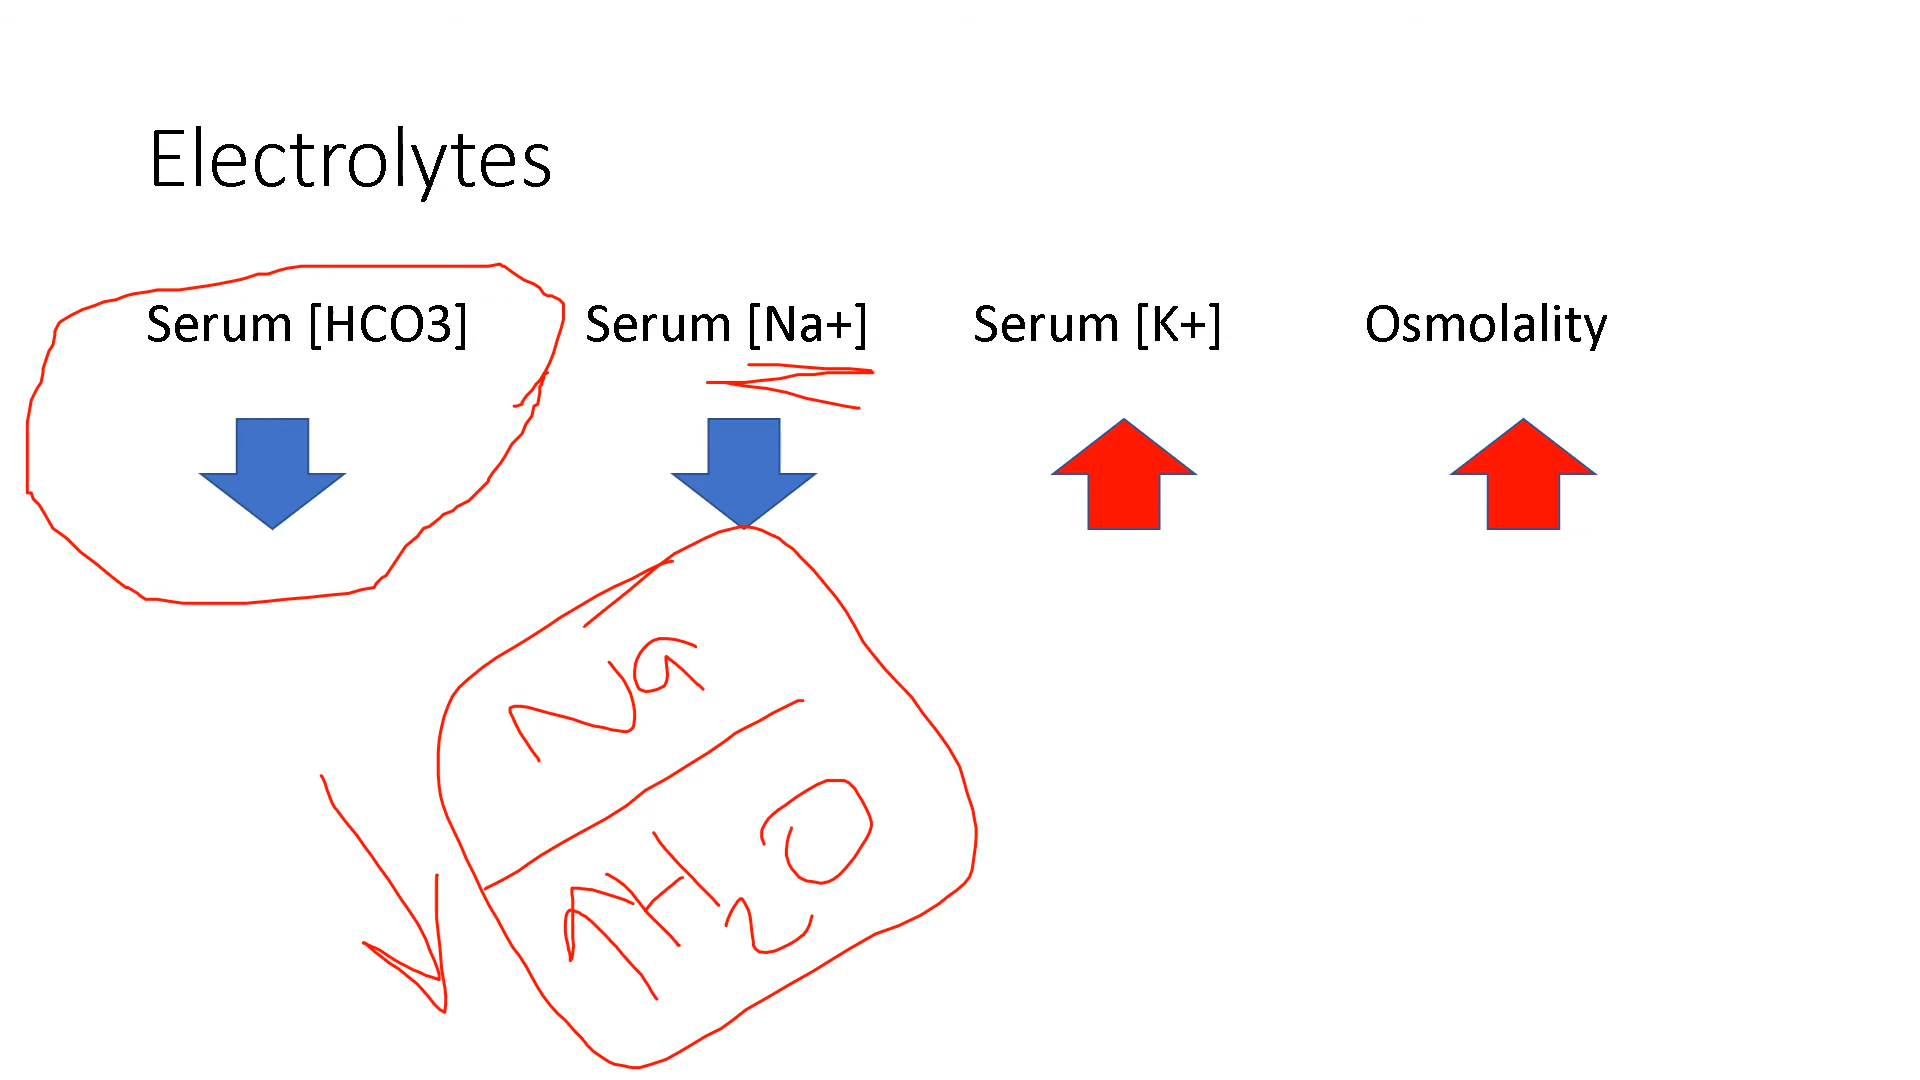 Electrolytes
Serum [HCO3] Serum [Na+] Serum [K+] Osmolality
Na
↑H2O